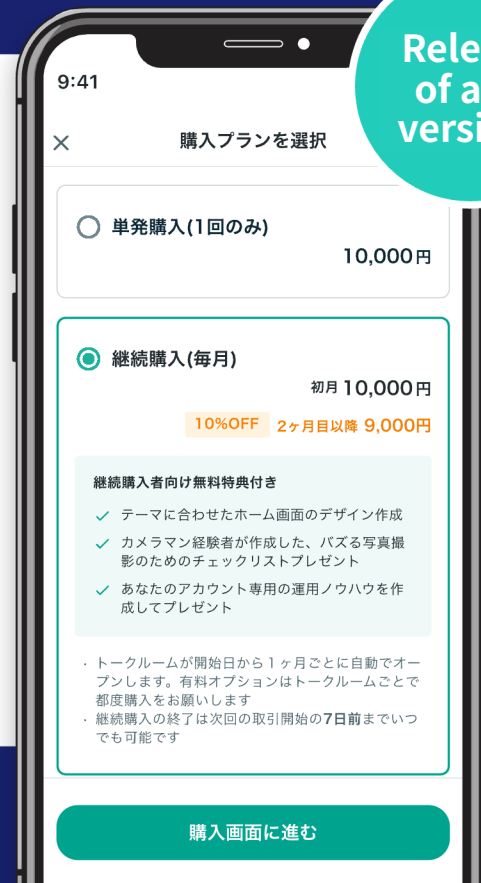 9:41
of a
購入プランを選択
単発購入(1回のみ)
10,000円
継続購入(毎月)
初月 10,000円
10%OFF 2ヶ月目以降 9,000円
継続購入者向け無料特典付き
テーマに合わせたホーム画面のデザイン作成
カメラマン経験者が作成した、バズる写真撮
影のためのチェックリストプレゼント
あなたのアカウント専用の運用ノウハウを作
成してプレゼント
・トークルームが開始日から1ヶ月ごとに自動でオー
プンします。有料オプションはトークルームごとで
都度購入をお願いします
・継続購入の終了は次回の取引開始の7日前までいつ
でも可能です
購入画面に進む